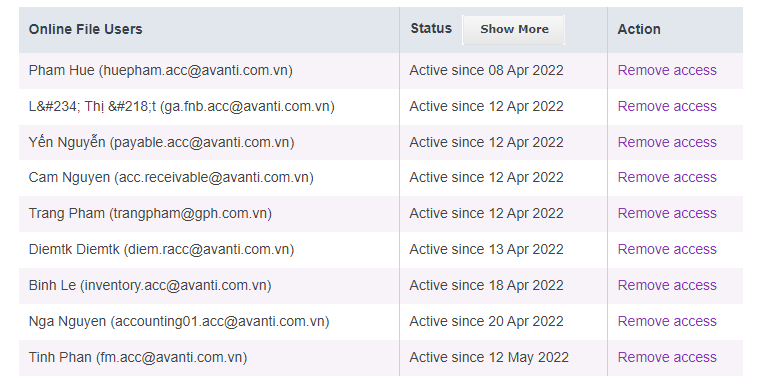 Online File Users Status Show More Action
Pham Hue (huepham.acc@avanti.com.vn) Active since 08 Apr 2022 Remove access
L&#234; Thị &#218;t (ga.fnb.acc@avanti.com.vn) Active since 12 Apr 2022 Remove access
Yến Nguyễn (payable.acc@avanti.com.vn) Active since 12 Apr 2022 Remove access
Cam Nguyen (acc.receivable@avanti.com.vn) Active since 12 Apr 2022 Remove access
Trang Pham (trangpham@gph.com.vn) Active since 12 Apr 2022 Remove access
Diemtk Diemtk (diem.racc@avanti.com.vn) Active since 13 Apr 2022 Remove access
Binh Le (inventory.acc@avanti.com.vn) Active since 18 Apr 2022 Remove access
Nga Nguyen (accounting01.acc@avanti.com.vn) Active since 20 Apr 2022 Remove access
Tinh Phan (fm.acc@avanti.com.vn) Active since 12 May 2022 Remove access